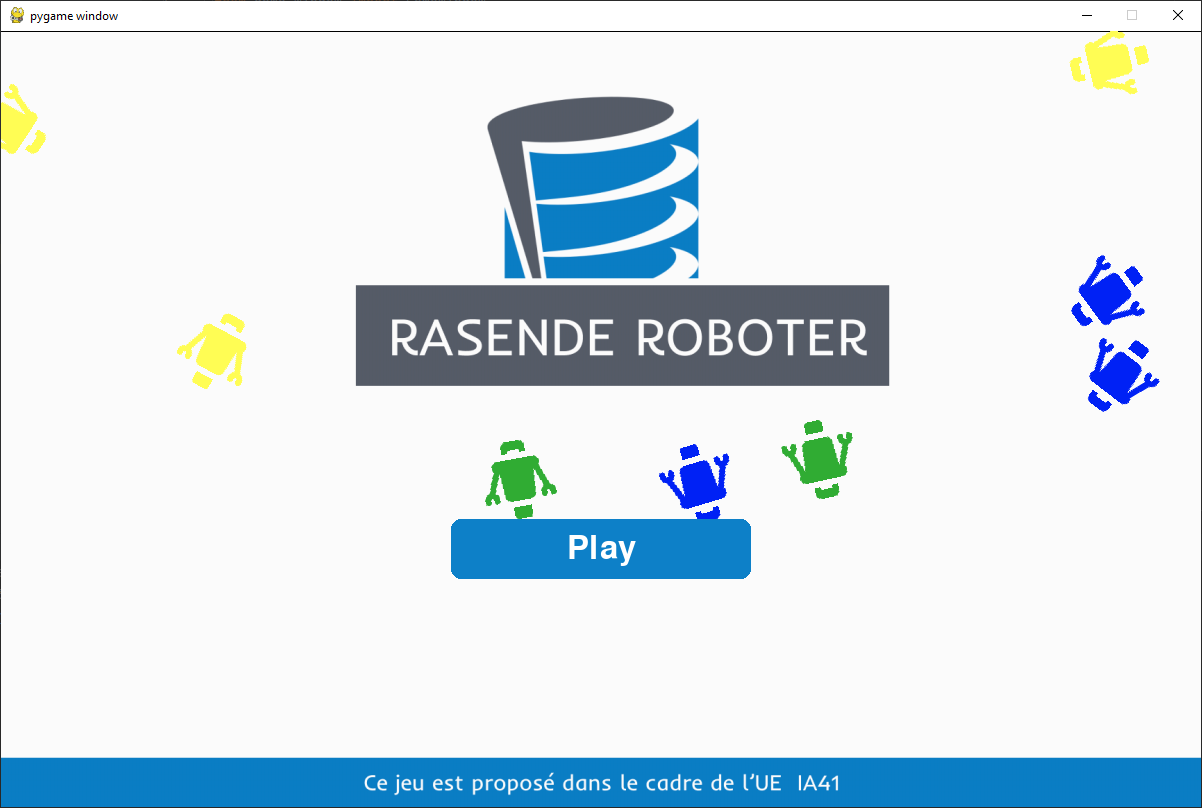 pygame window
RASENDE ROBOTER
Play
Ce jeu est proposé dans le cadre de l'UE IA41